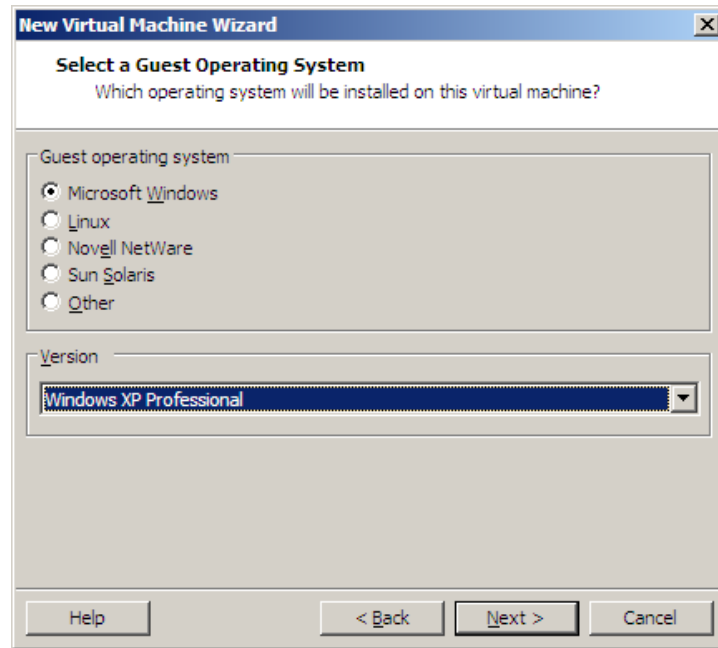 New Virtual Machine Wizard
Select a Guest Operating System
Which operating system will be installed on this virtual machine?
Guest operating system
Microsoft Windows
Linux
Novell NetWare
Sun Solaris
Other
Version
Windows XP Professional
Help
< Back
Next >
Cancel